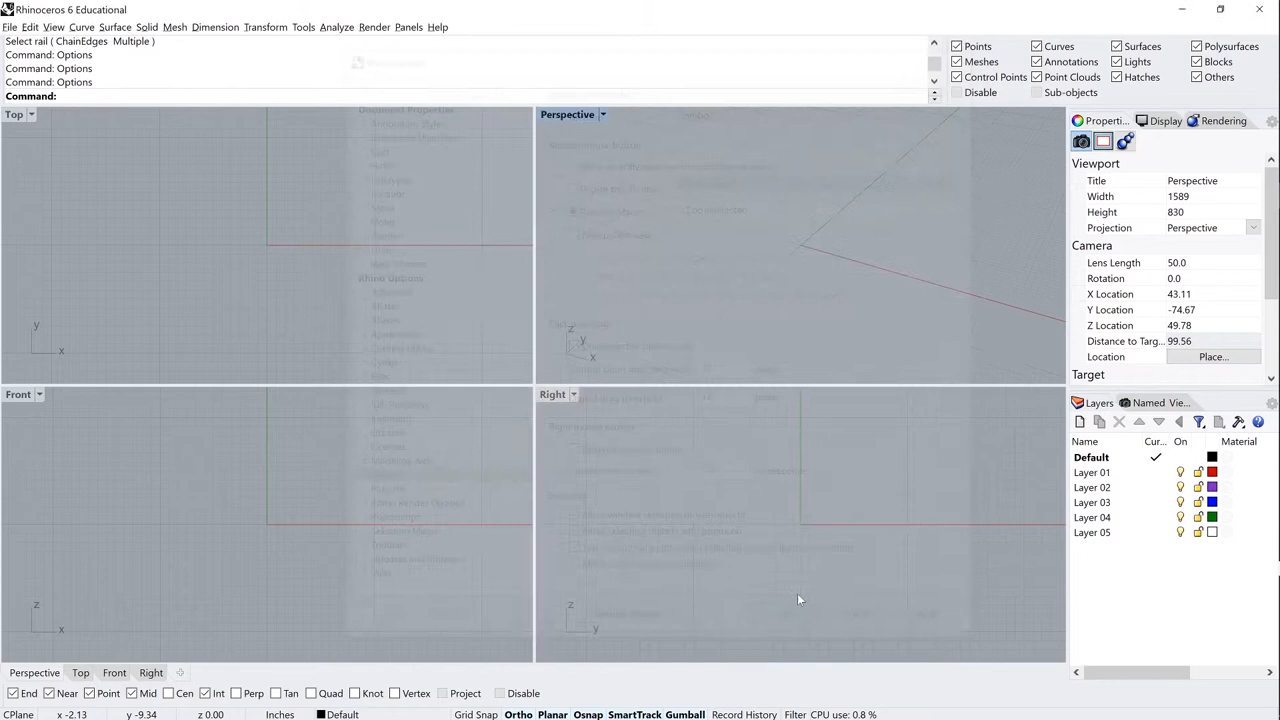 Rhinoceros 6 Educational
File Edit View Curve Surface Solid Mesh Dimension Transform Tools Analyze Render Panels Help
Select rail ( ChainEdges Multiple )
Command: Options
Command: Options
Command: Options
Command:
Points Curves Surfaces Polysurfaces
Meshes Annotations Lights Blocks
Control Points Point Clouds Hatches Others
Disable Sub-objects
Top
Perspective
Properti... Display Rendering
Viewport
Title Perspective
Width 1589
Height 830
Projection Perspective
Camera
Lens Length 50.0
Rotation 0.0
X Location 43.11
Y Location -74.67
Z Location 49.78
Distance to Targ... 99.56
Location Place...
Target
Document Properties
Rhino Options
y
x
z
y
x
Front
Right
Layers Named Vie...
Name Cur... On Material
Default
Layer 01
Layer 02
Layer 03
Layer 04
Layer 05
z
x
z
y
Perspective Top Front Right
End Near Point Mid Cen Int Perp Tan Quad Knot Vertex Project Disable
CPlane x -2.13 y -9.34 z 0.00 Inches Default Grid Snap Ortho Planar Osnap SmartTrack Gumball Record History Filter CPU use: 0.8 %